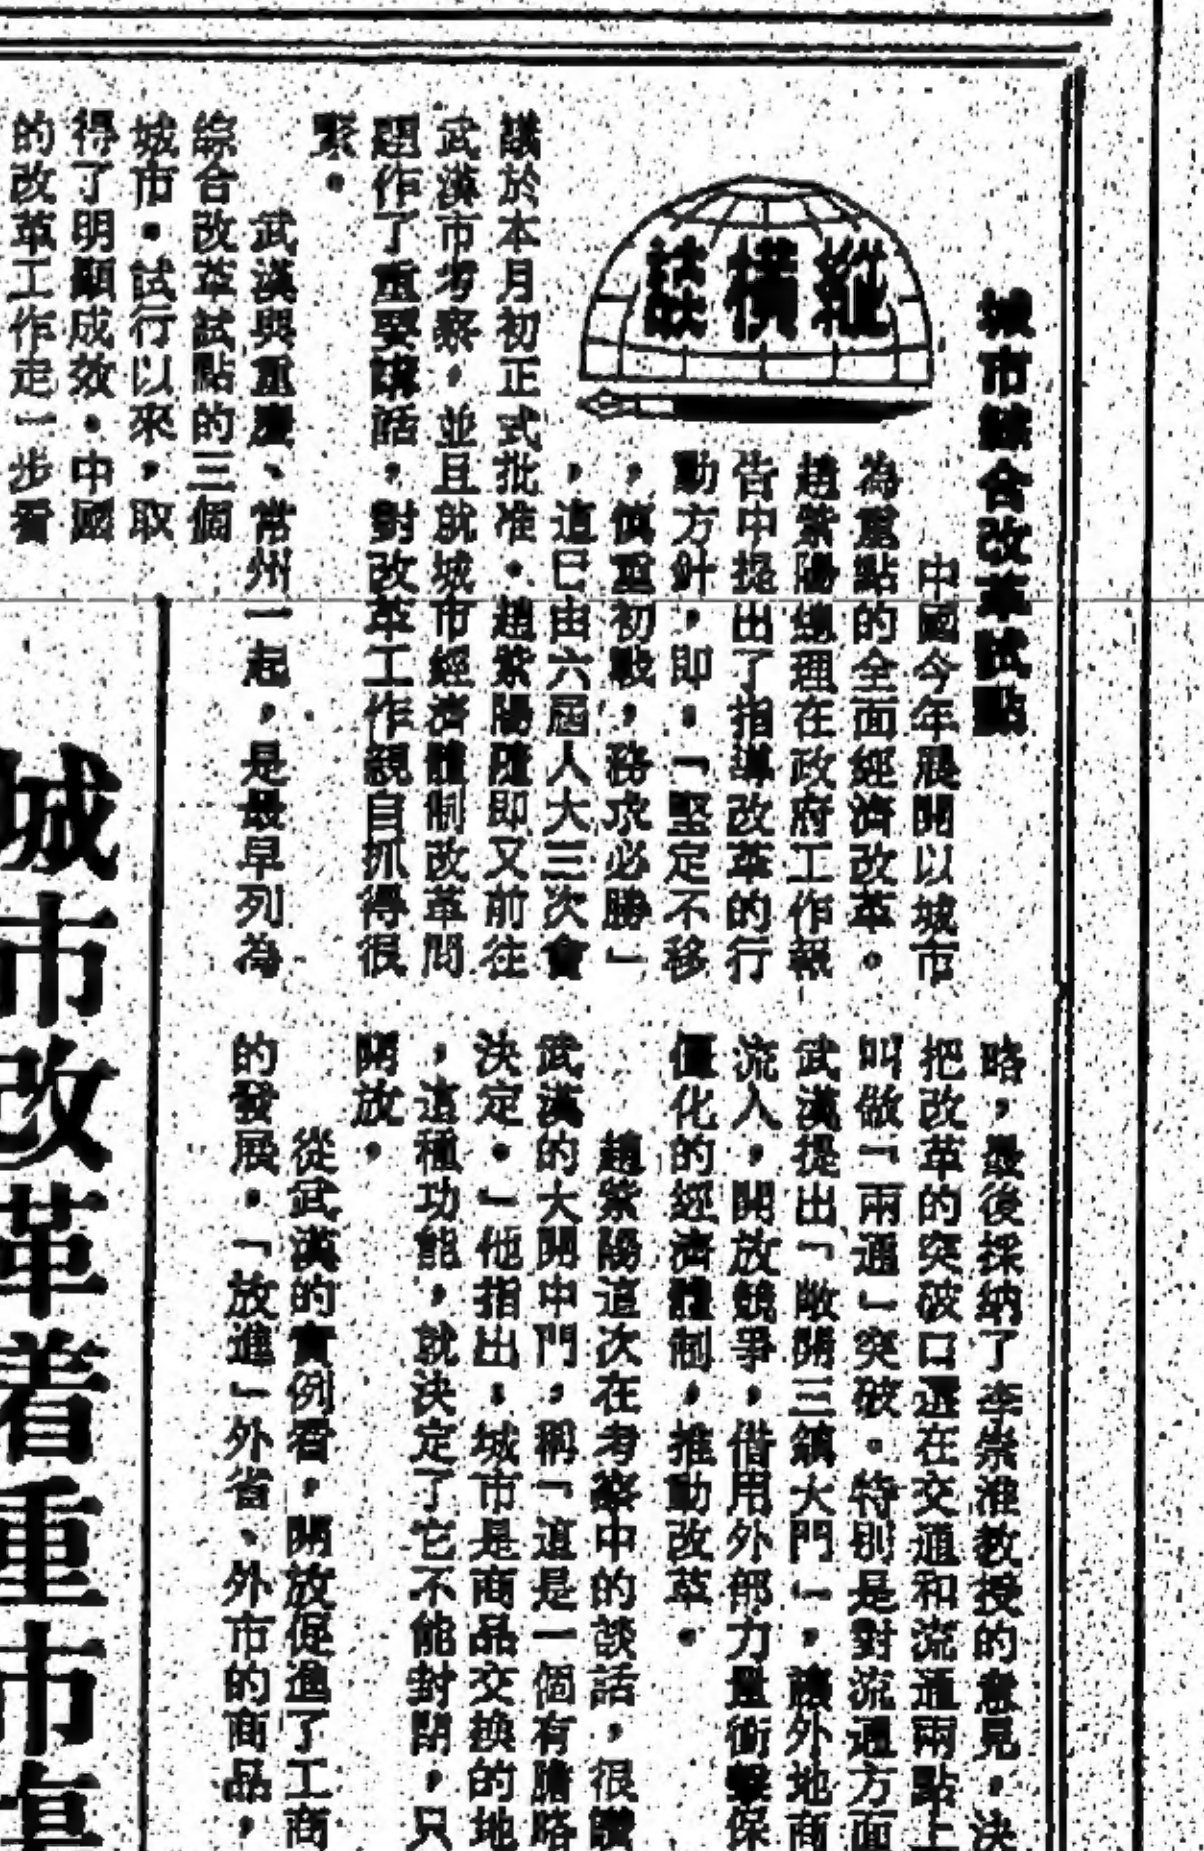 縱橫談
城市綜合改革試點
中國今年展開以城市
為重點的全面經濟改革。
趙紫陽總理在政府工作報
告中提出了指導改革的行
動方針，即，「堅定不移
，慎重初戰，務求必勝」
，這已由六屆人大三次會
議於本月初正式批准。趙紫陽隨即又前往
武漢市考察，並且就城市經濟體制改革問
題作了重要講話，對改革工作親自抓得很
緊。
武漢與重慶、常州一起，是最早列為
綜合改革試點的三個
城市。試行以來，取
得了明顯成效。中國
的改革工作走一步看
略，最後採納了李崇淮教授的意見，決
把改革的突破口選在交通和流通兩點上
叫做「兩通」突破。特別是對流通方面
武漢提出「敞開三鎮大門」，讓外地商
流入，開放競爭，借用外部力量衝擊保
僵化的經濟體制，推動改革。
趙紫陽這次在考察中的談話，很讚
武漢的大開中門，稱「這是一個有膽略
決定。」他指出，城市是商品交換的地
，這種功能，就決定了它不能對閉，只
開放，
從武漢的實例看，開放促進了工商
的發展。「放進」外省、外市的商品，
城市改革着重市場